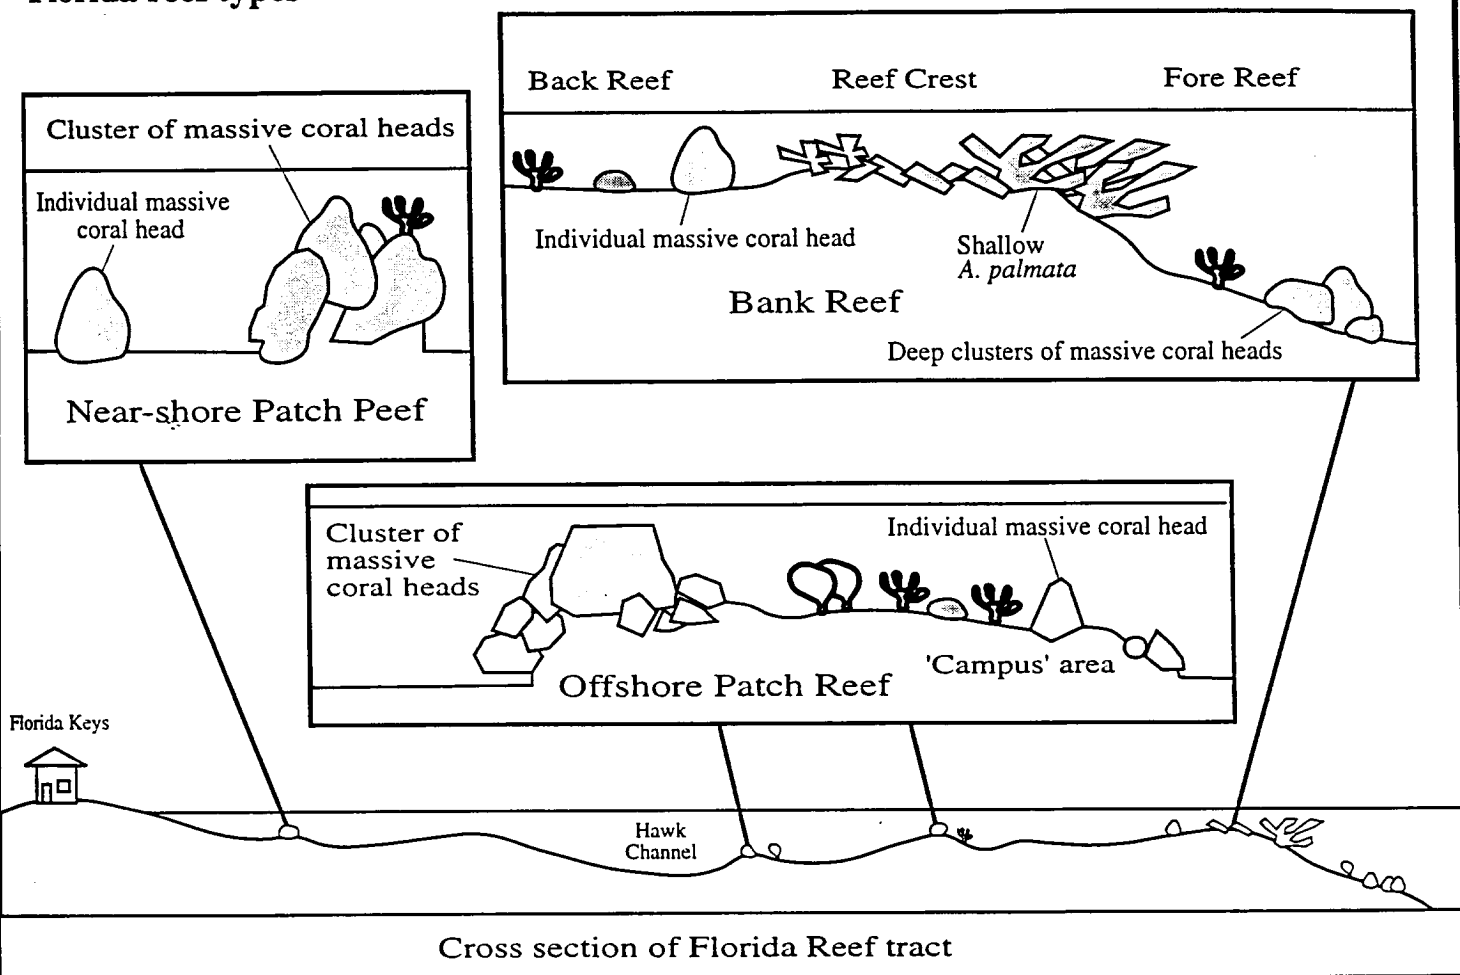 Florida reef types
Back Reef
Reef Crest
Fore Reef
Cluster of massive coral heads
Individual massive
coral head
Individual massive coral head
Shallow
A. palmata
Bank Reef
Deep clusters of massive coral heads
Near-shore Patch Peef
Cluster of
massive
coral heads
Individual massive coral head
'Campus' area
Offshore Patch Reef
Florida Keys
Hawk
Channel
Cross section of Florida Reef tract